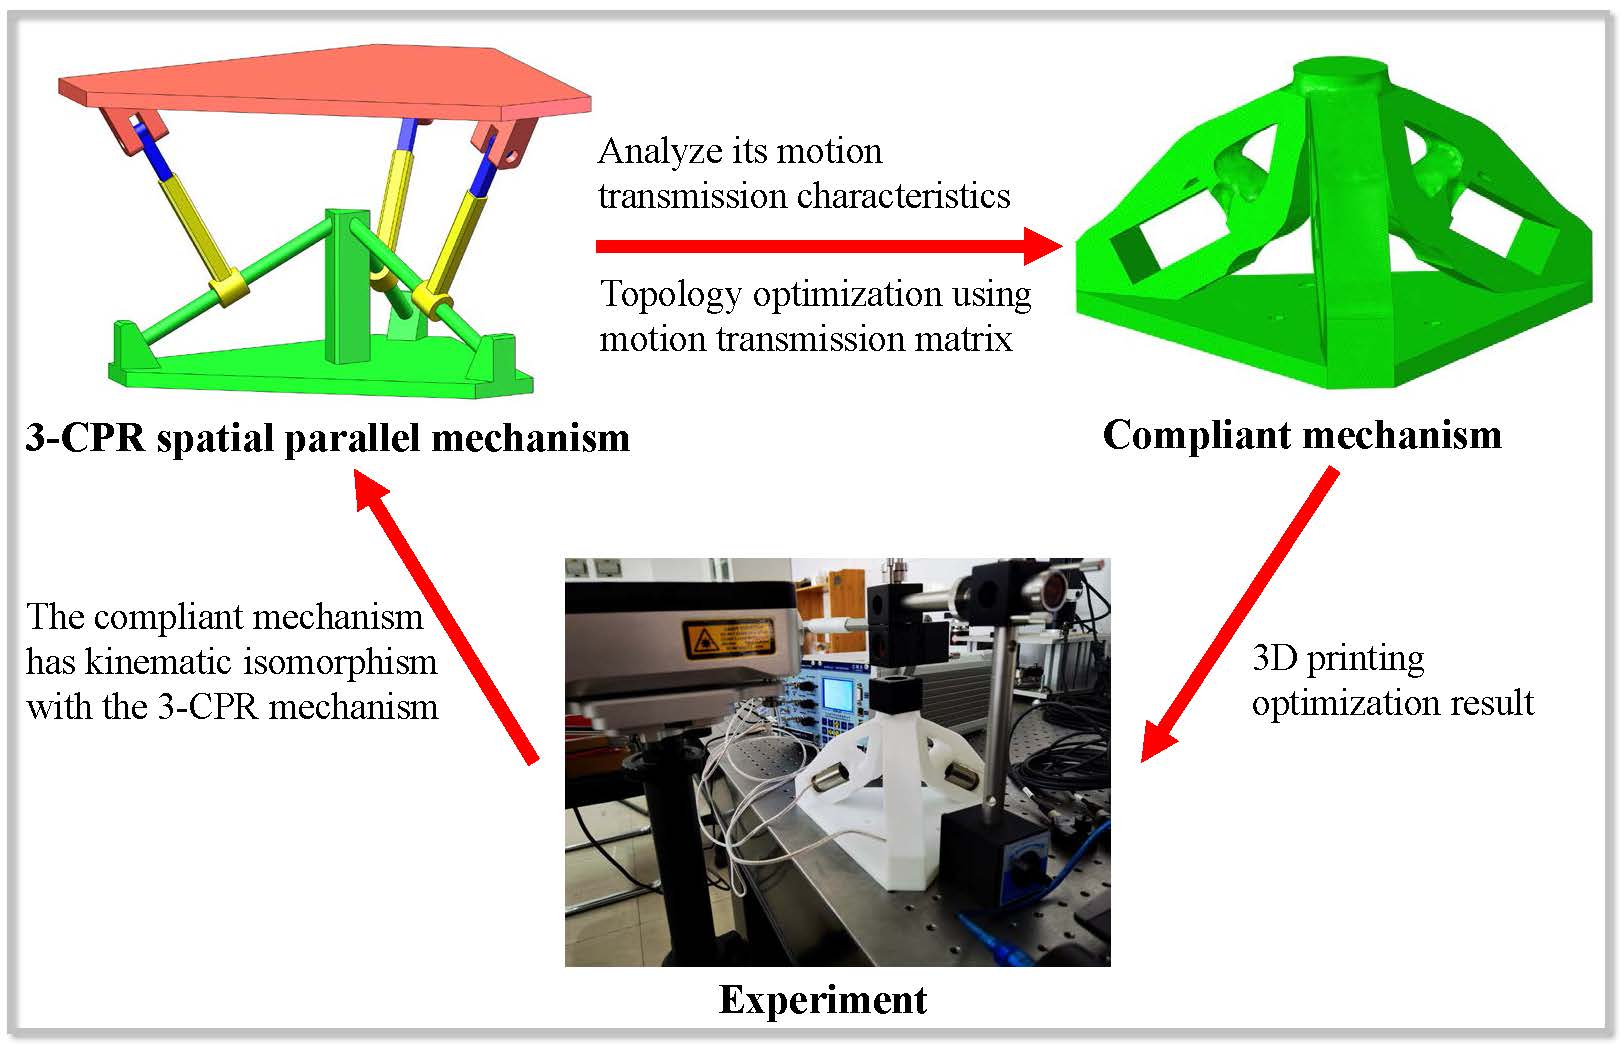 Analyze its motion
transmission characteristics
Topology optimization using
motion transmission matrix
3-CPR spatial parallel mechanism
Compliant mechanism
The compliant mechanism
has kinematic isomorphism
with the 3-CPR mechanism
3D printing
optimization result
Experiment